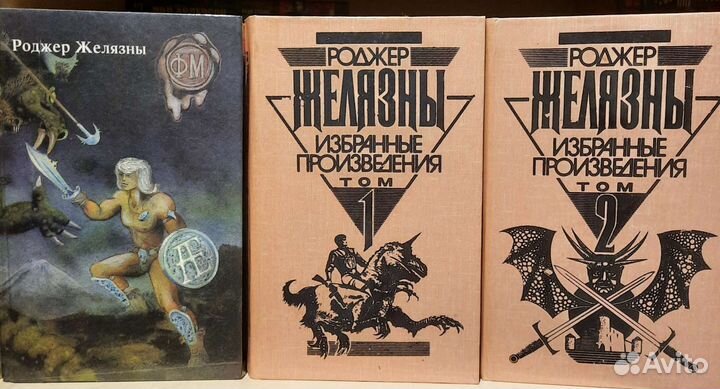 Роджер Желязны
ФМ
Æ
РОДЖЕР
ЖЕЛЯЗНЫ
ИЗБРАННЫЕ
ПРОИЗВЕДЕНИЯ
ТОМ
1
РОДЖЕР
ЖЕЛЯЗНЫ
ИЗБРАННЫЕ
ПРОИЗВЕДЕНИЯ
ТОМ
2
Avito